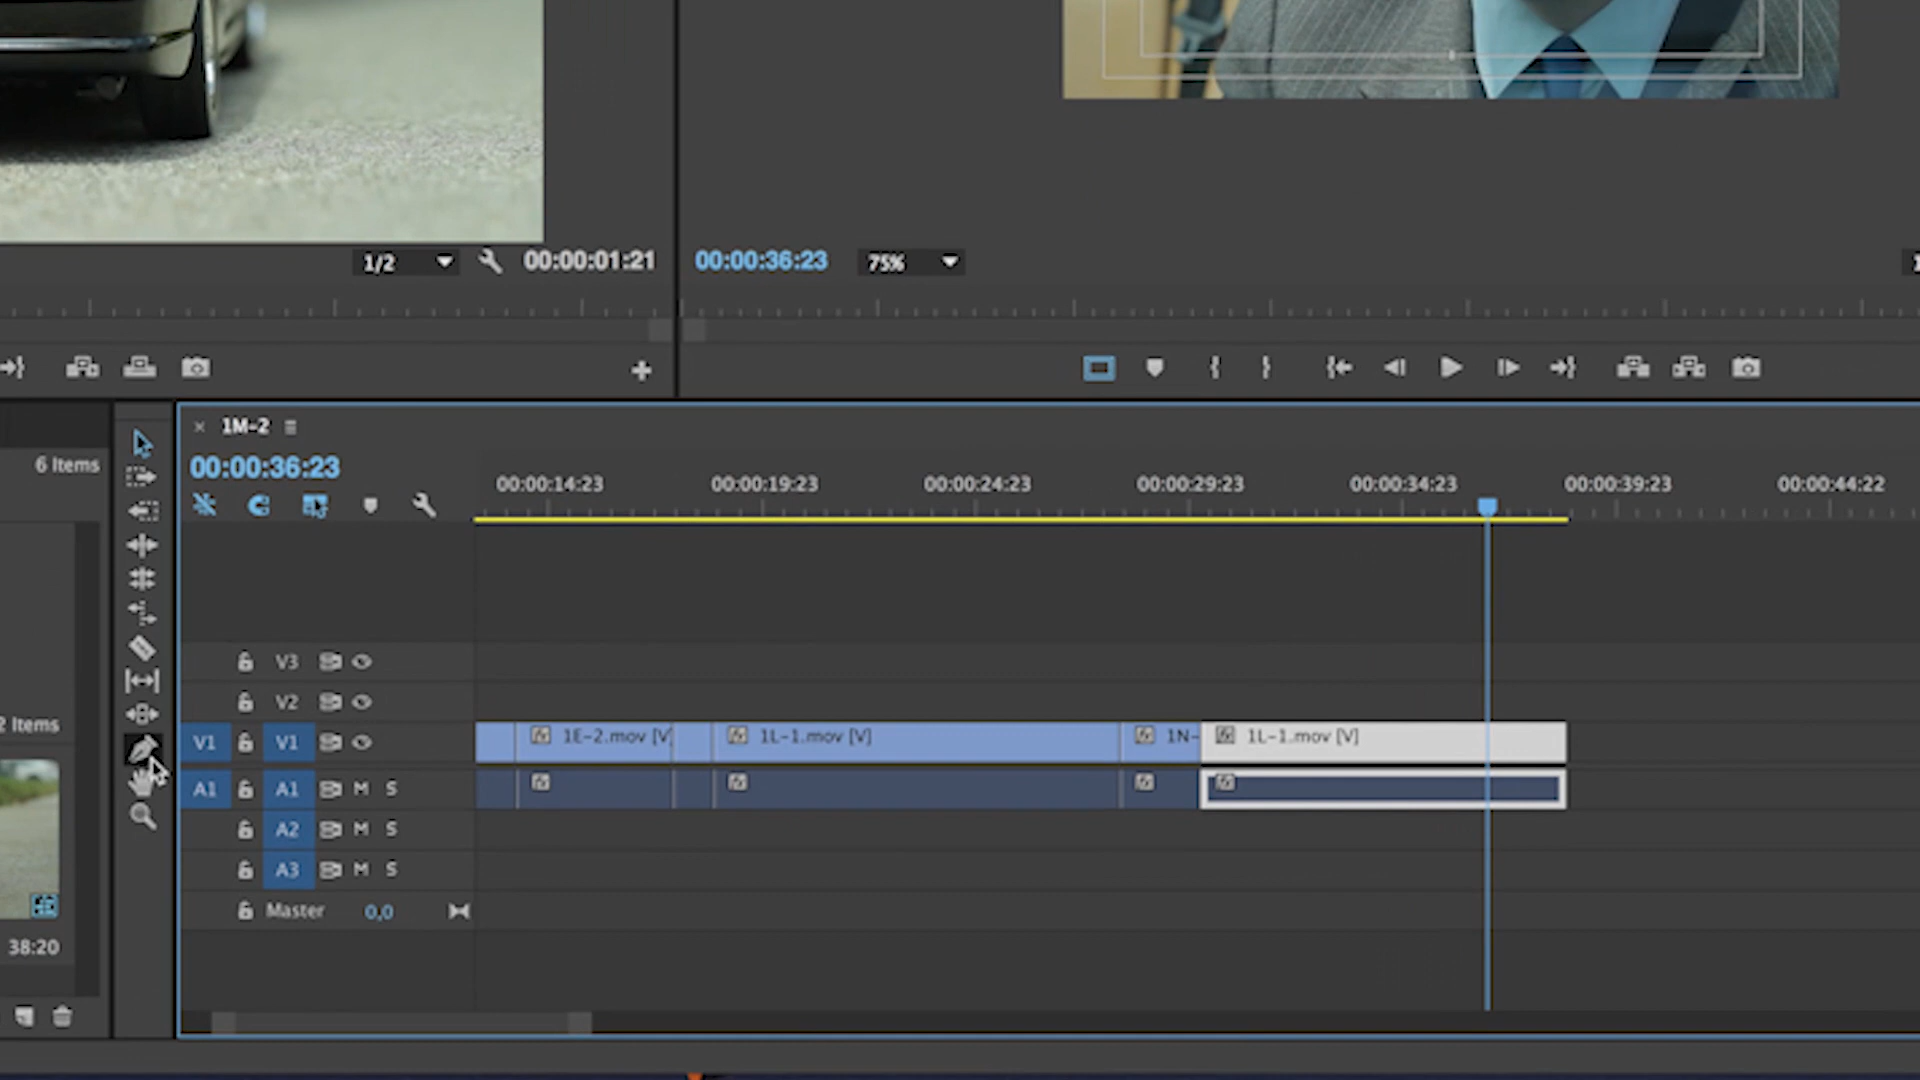 1/2 00:00:01:21 00:00:36:23 75%
6 Items
× 1M-2
00:00:36:23
00:00:14:23 00:00:19:23 00:00:24:23 00:00:29:23 00:00:34:23 00:00:39:23 00:00:44:22
V3
V2
2 Items
V1 V1 1E-2.mov [V] 1L-1.mov [V] 1N- 1L-1.mov [V]
A1 A1 M S
A2 M S
A3 M S
Master 0,0
38:20